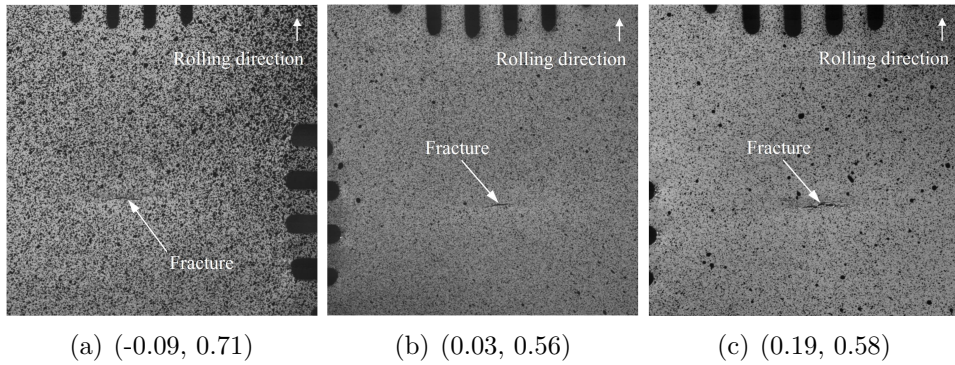 Rolling direction
Fracture
(a) (-0.09, 0.71)
Rolling direction
Fracture
(b) (0.03, 0.56)
Rolling direction
Fracture
(c) (0.19, 0.58)